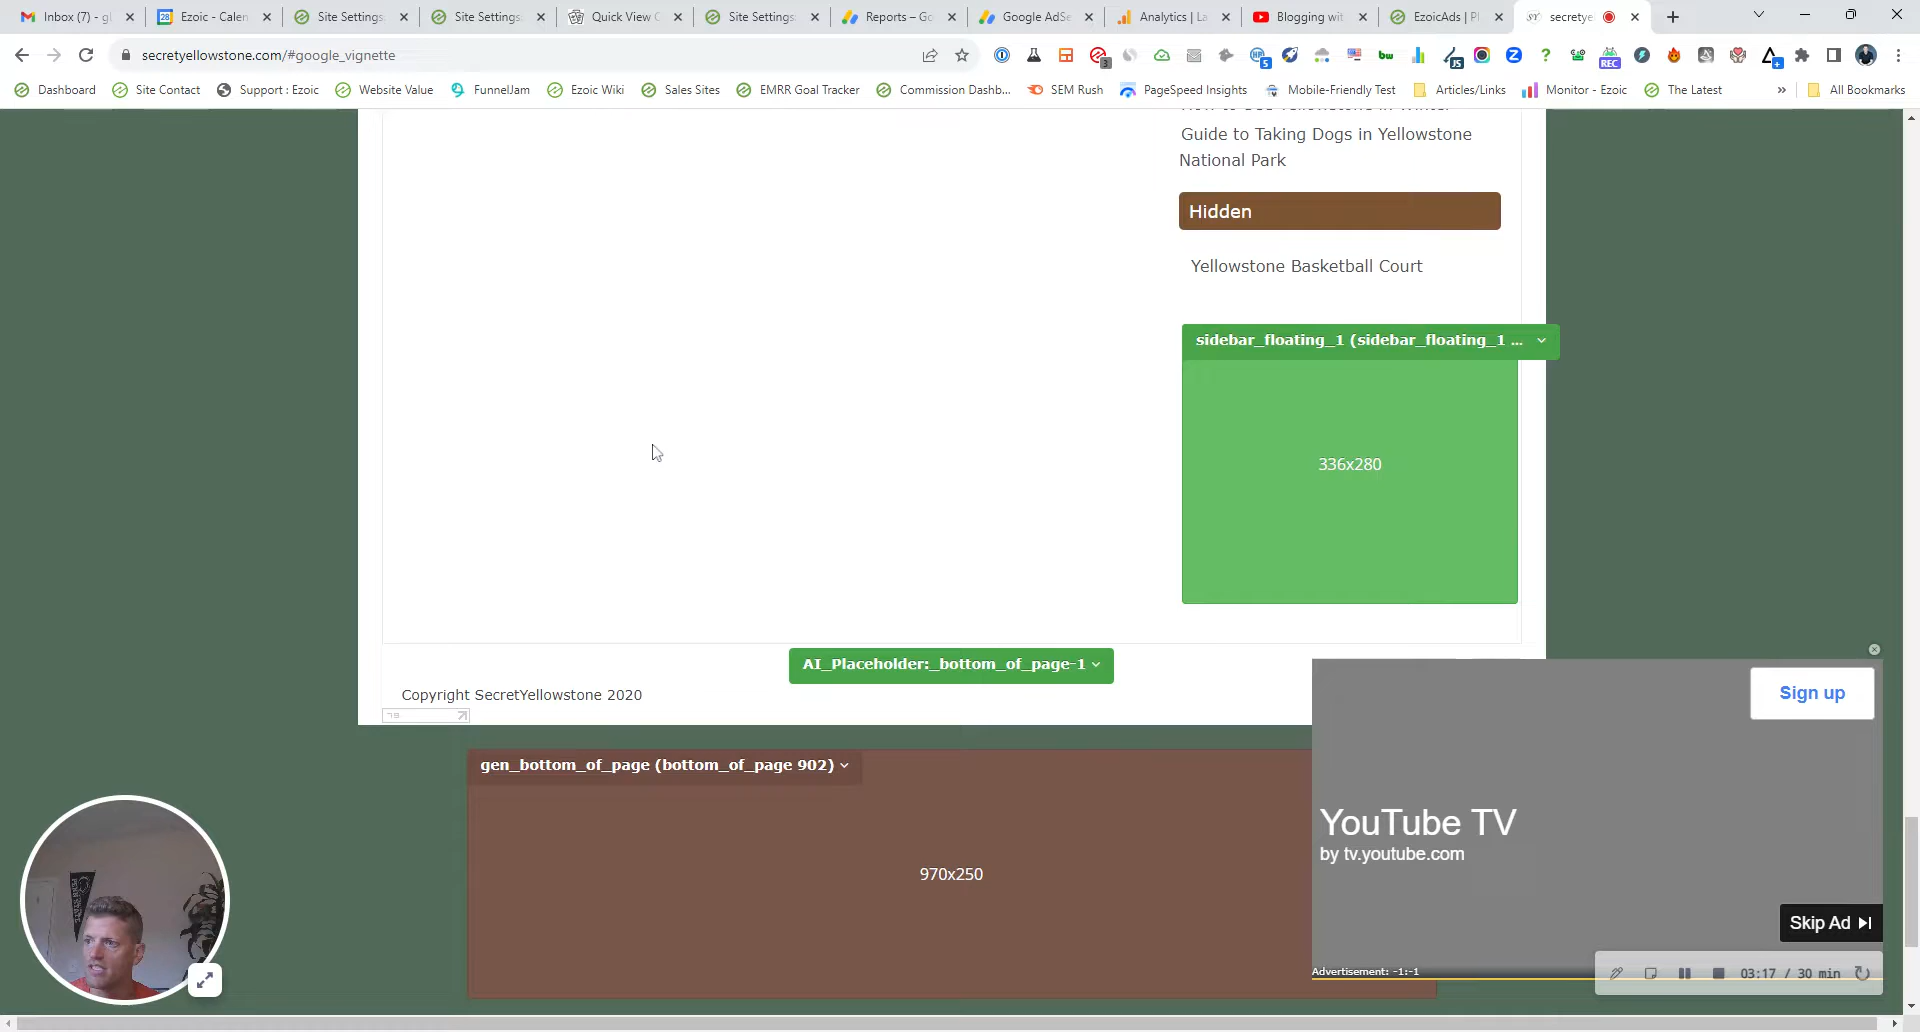 Inbox (7) - g
Ezoic - Calen
Site Settings
Site Settings
Quick View C
Site Settings
Reports – Go
Google AdSe
Analytics | La
Blogging wit
EzoicAds | P
secretye
secretyellowstone.com/#google_vignette
Dashboard
Site Contact
Support : Ezoic
Website Value
FunnelJam
Ezoic Wiki
Sales Sites
EMRR Goal Tracker
Commission Dashb...
SEM Rush
PageSpeed Insights
Mobile-Friendly Test
Articles/Links
Monitor - Ezoic
The Latest
»
All Bookmarks
Guide to Taking Dogs in Yellowstone
National Park
Hidden
Yellowstone Basketball Court
sidebar_floating_1 (sidebar_floating_1 ...
336x280
AI_Placeholder:_bottom_of_page-1
Copyright SecretYellowstone 2020
gen_bottom_of_page (bottom_of_page 902)
970x250
Sign up
YouTube TV
by tv.youtube.com
Skip Ad
Advertisement: -1:-1
03:17 / 30 min